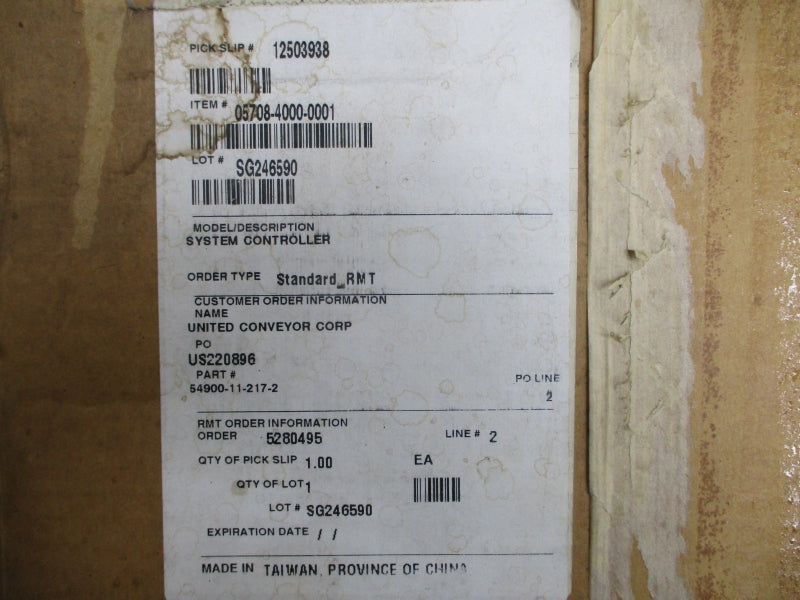 PICK SLIP # 12503938
ITEM # 05708-4000-0001
LOT # SG246590
MODEL/DESCRIPTION
SYSTEM CONTROLLER
ORDER TYPE Standard_RMT
CUSTOMER ORDER INFORMATION
NAME
UNITED CONVEYOR CORP
PO
US220896
PART #
PO LINE
54900-11-217-2
2
RMT ORDER INFORMATION
ORDER 5280495 LINE # 2
QTY OF PICK SLIP 1.00 EA
QTY OF LOT 1
LOT # SG246590
EXPIRATION DATE / /
MADE IN TAIWAN, PROVINCE OF CHINA